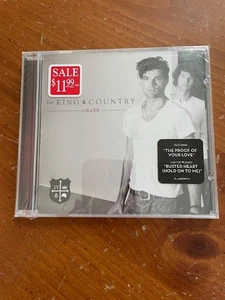 SALE
$11.99
for KING & COUNTRY
CRAVE
FEATURING
"THE PROOF OF
YOUR LOVE"
"BUSTED HEART
(HOLD ON TO ME)"